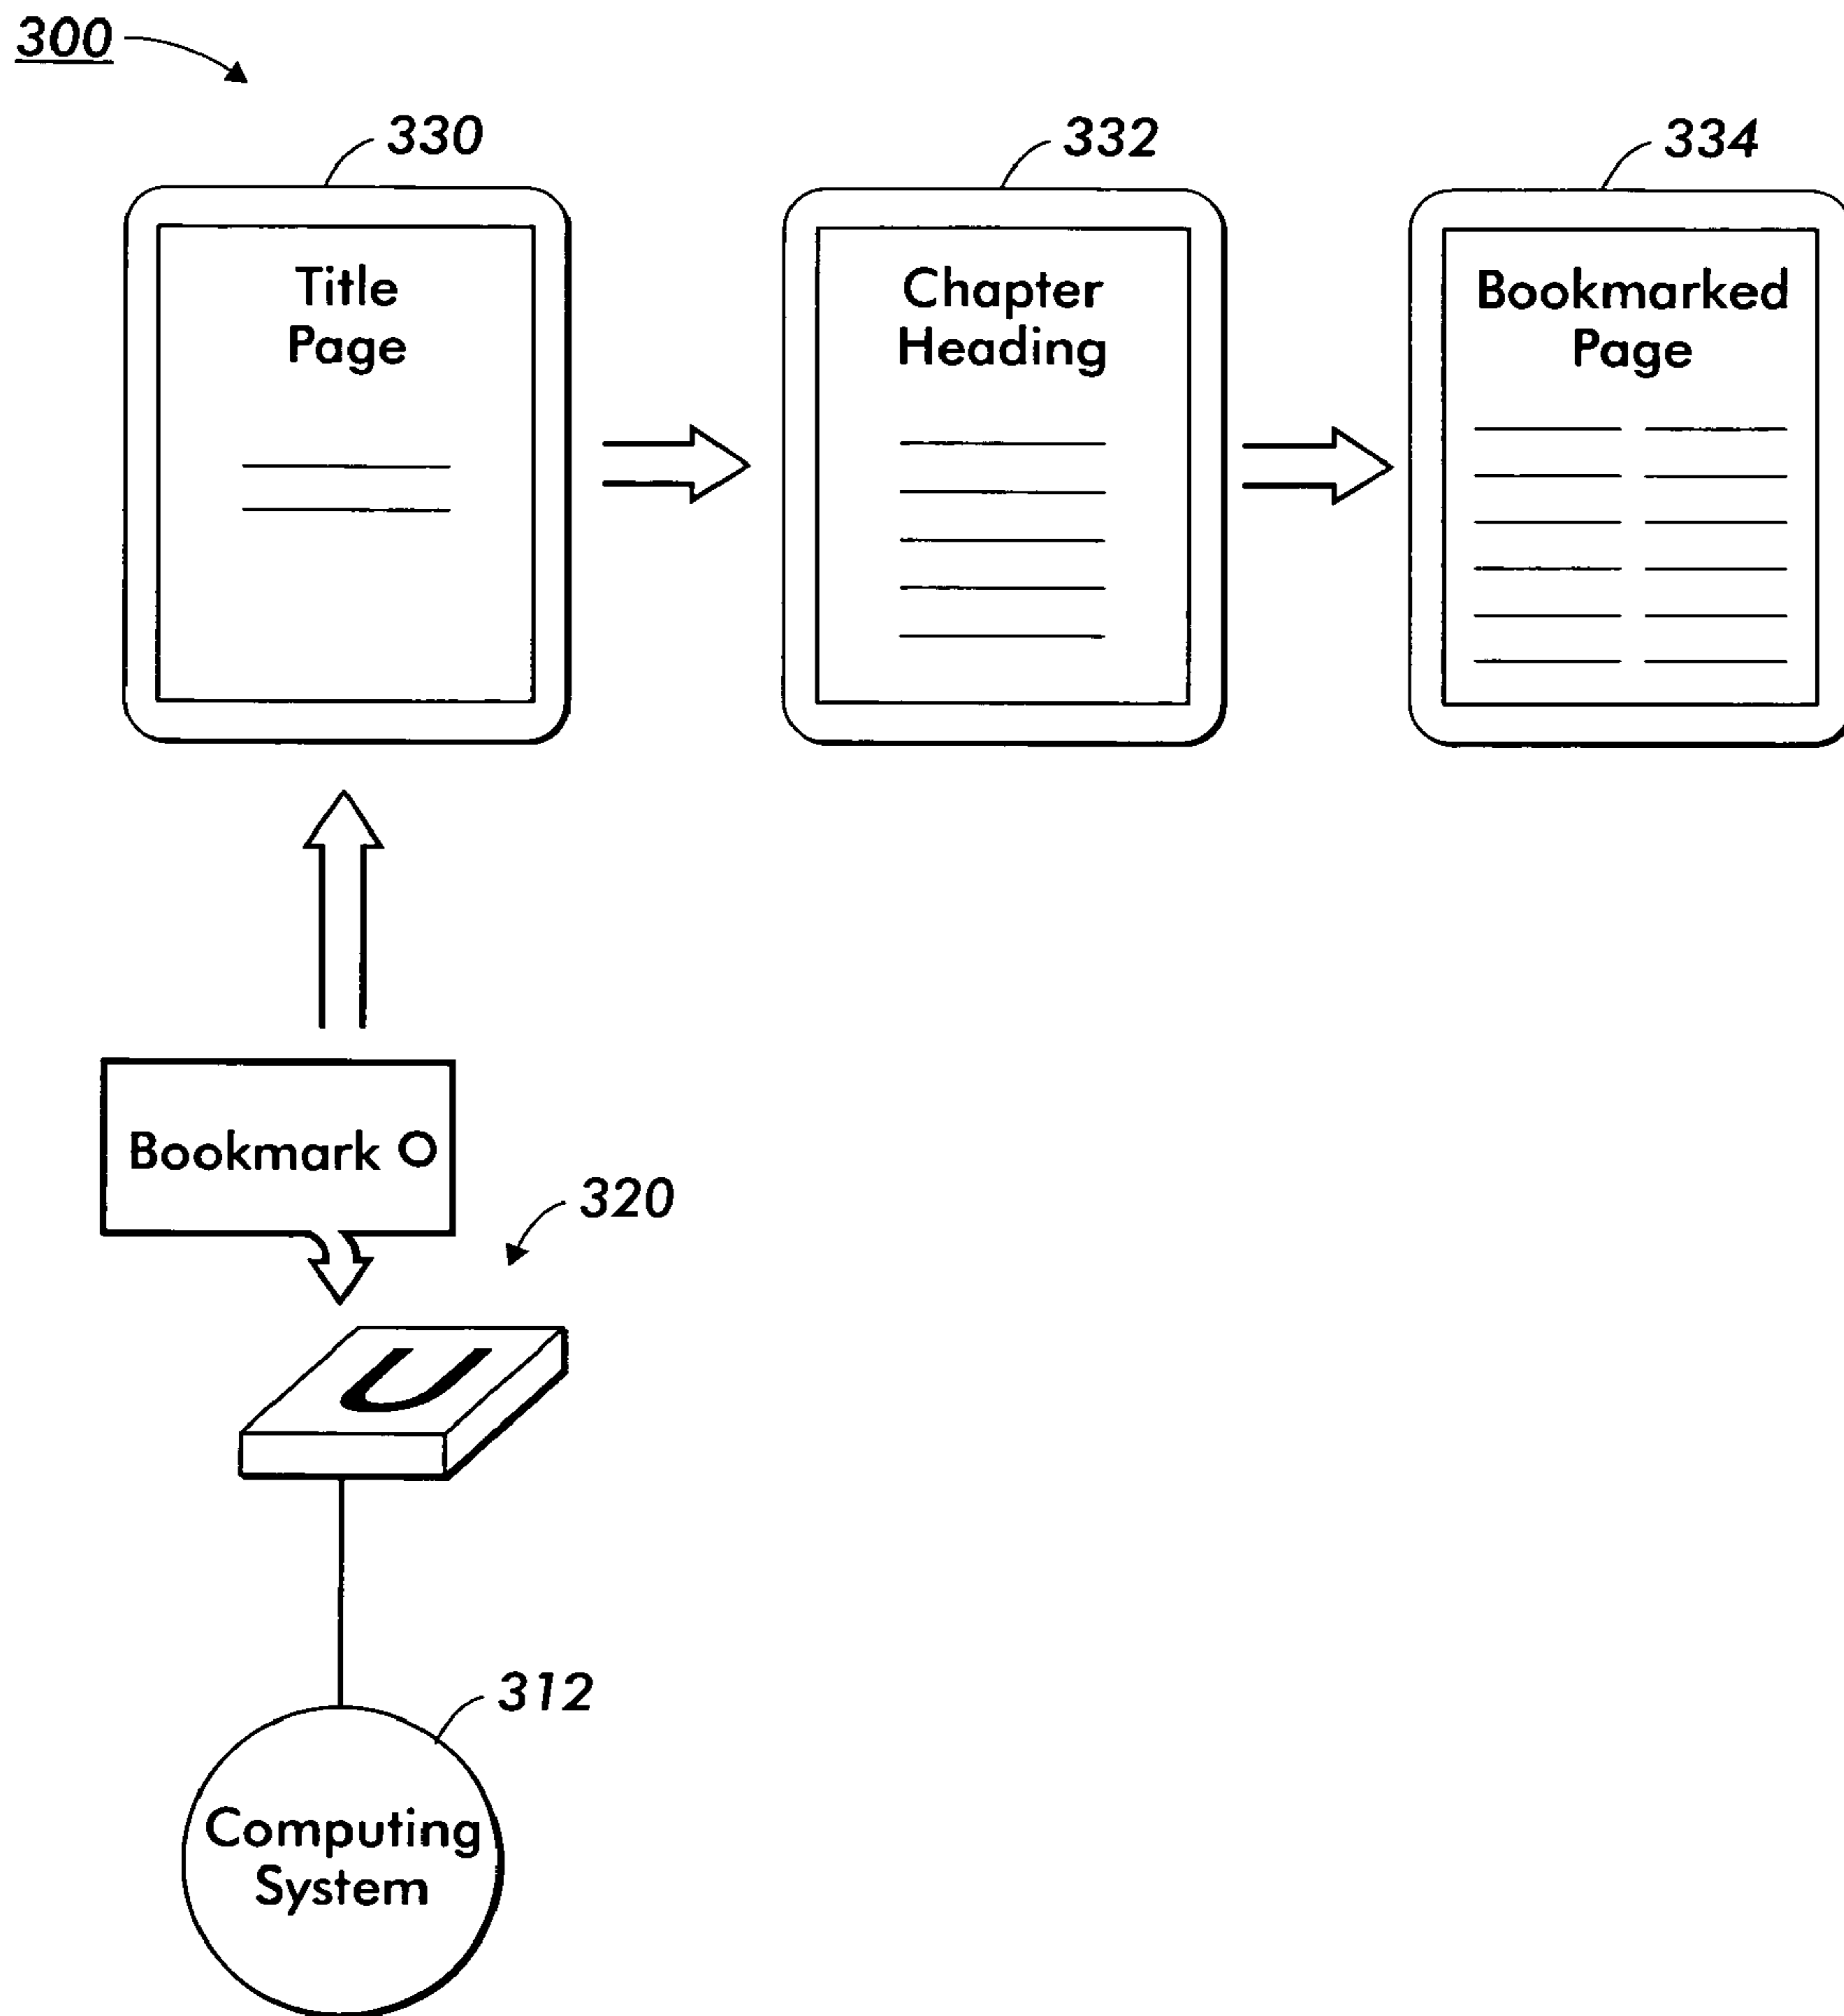 300
330
332
334
Title
Page
Chapter
Heading
Bookmarked
Page
Bookmark
320
U
312
Computing
System